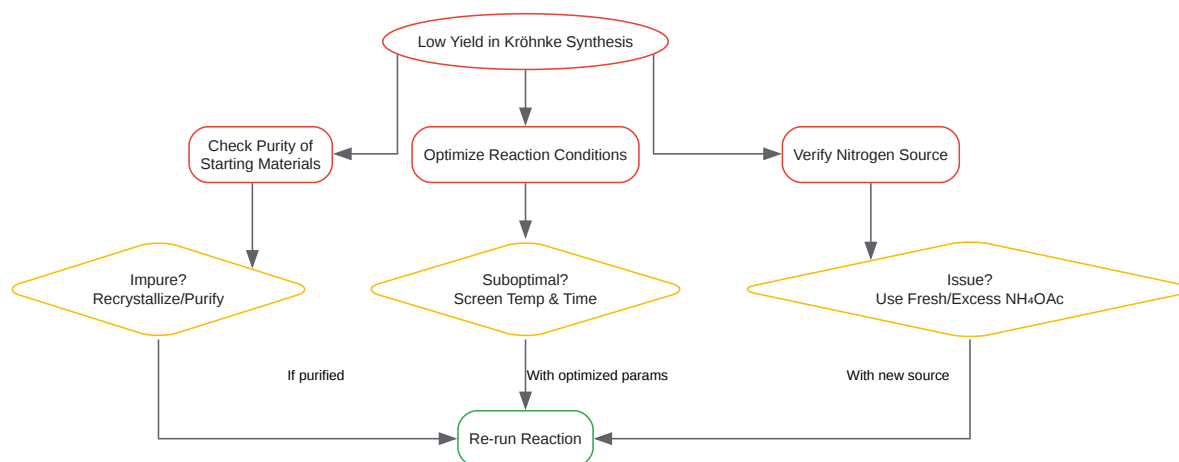 Low Yield in Kröhnke Synthesis
Check Purity of
Starting Materials
Optimize Reaction Conditions
Verify Nitrogen Source
Impure?
Recrystallize/Purify
Suboptimal?
Screen Temp & Time
Issue?
Use Fresh/Excess NH₄OAc
If purified
With optimized params
With new source
Re-run Reaction